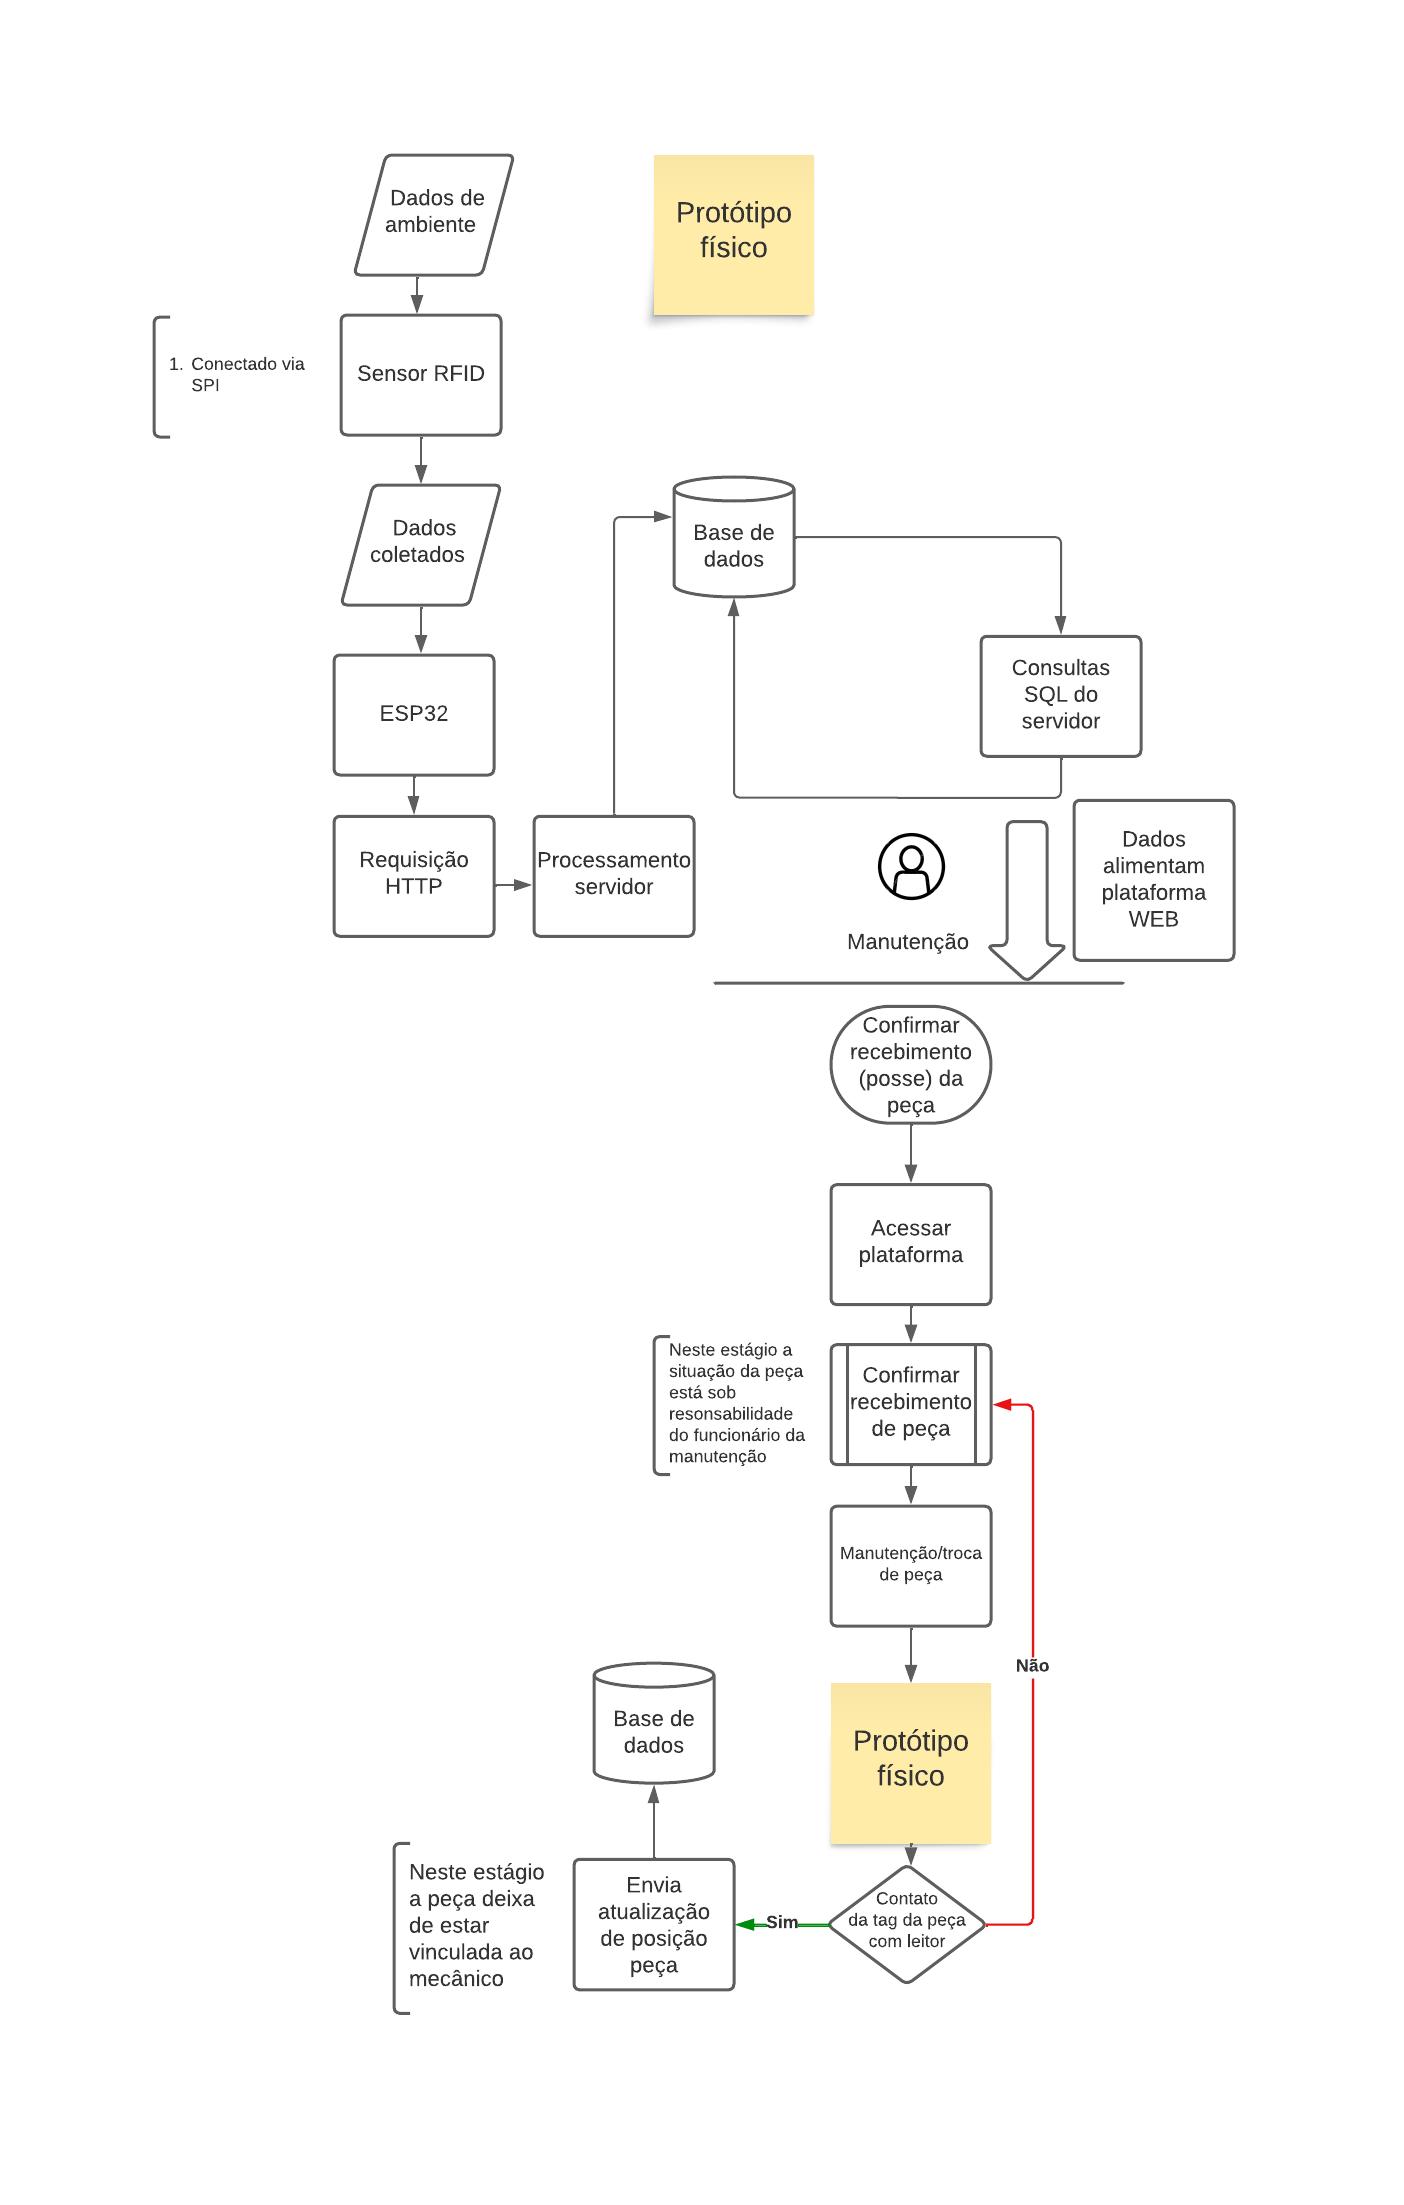 Dados de
ambiente
Protótipo
físico
1. Conectado via
SPI
Sensor RFID
Dados
coletados
Base de
dados
Consultas
SQL do
servidor
ESP32
Requisição
HTTP
Processamento
servidor
Manutenção
Dados
alimentam
plataforma
WEB
Confirmar
recebimento
(posse) da
peça
Acessar
plataforma
Neste estágio a
situação da peça
está sob
resonsabilidade
do funcionário da
manutenção
Confirmar
recebimento
de peça
Manutenção/troca
de peça
Não
Base de
dados
Protótipo
físico
Neste estágio
a peça deixa
de estar
vinculada ao
mecânico
Envia
atualização
de posição
peça
Sim
Contato
da tag da peça
com leitor